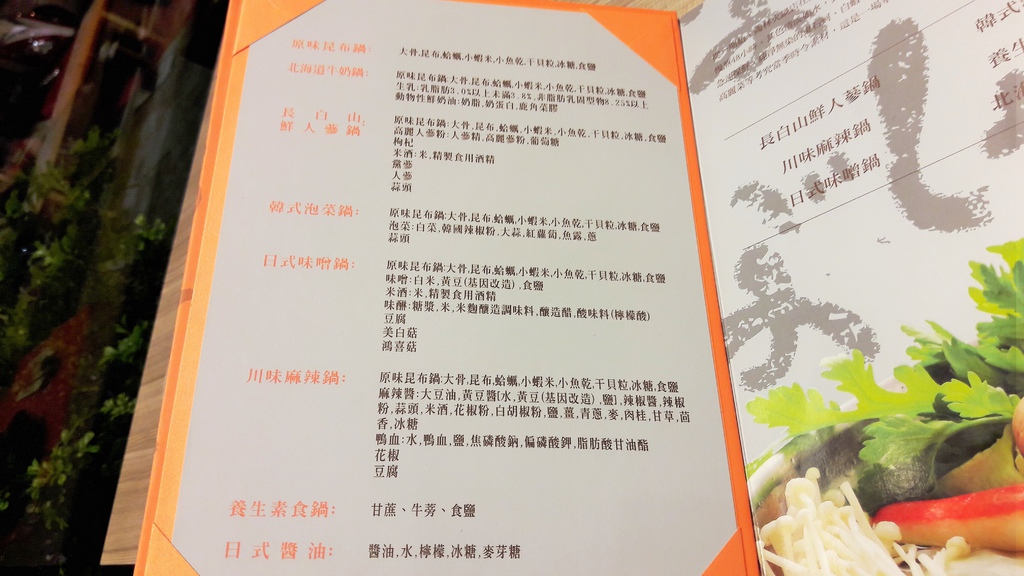 原味昆布鍋: 大骨,昆布,蛤蠣,小蝦米,小魚乾,干貝粒,冰糖,食鹽
北海道牛奶鍋: 原味昆布鍋:大骨,昆布,蛤蠣,小蝦米,小魚乾,干貝粒,冰糖,食鹽
生乳:乳脂肪3.0%以上未滿3.8%,非脂肪乳固型物8.25%以上
動物性鮮奶油:奶脂,奶蛋白,鹿角菜膠
長白山鮮人蔘鍋: 原味昆布鍋:大骨,昆布,蛤蠣,小蝦米,小魚乾,干貝粒,冰糖,食鹽
高麗人蔘粉:人蔘精,高麗蔘粉,葡萄糖
枸杞
米酒:米,精製食用酒精
黨蔘
人蔘
蒜頭
韓式泡菜鍋: 原味昆布鍋:大骨,昆布,蛤蠣,小蝦米,小魚乾,干貝粒,冰糖,食鹽
泡菜:白菜,韓國辣椒粉,大蒜,紅蘿蔔,魚露,蔥
蒜頭
日式味噌鍋: 原味昆布鍋:大骨,昆布,蛤蠣,小蝦米,小魚乾,干貝粒,冰糖,食鹽
味噌:白米,黃豆(基因改造),食鹽
米酒:米,精製食用酒精
味醂:糖漿,米,米麴釀造調味料,釀造醋,酸味料(檸檬酸)
豆腐
美白菇
鴻喜菇
川味麻辣鍋: 原味昆布鍋:大骨,昆布,蛤蠣,小蝦米,小魚乾,干貝粒,冰糖,食鹽
麻辣醬:大豆油,黃豆醬(水,黃豆(基因改造),鹽),辣椒醬,辣椒
粉,蒜頭,米酒,花椒粉,白胡椒粉,鹽,薑,青蔥,麥,肉桂,甘草,茴
香,冰糖
鴨血:水,鴨血,鹽,焦磷酸鈉,偏磷酸鉀,脂肪酸甘油酯
花椒
豆腐
養生素食鍋: 甘蔗、牛蒡、食鹽
日式醬油: 醬油,水,檸檬,冰糖,麥芽糖
長白山鮮人蔘鍋
川味麻辣鍋
日式味噌鍋
韓式
養生
北海